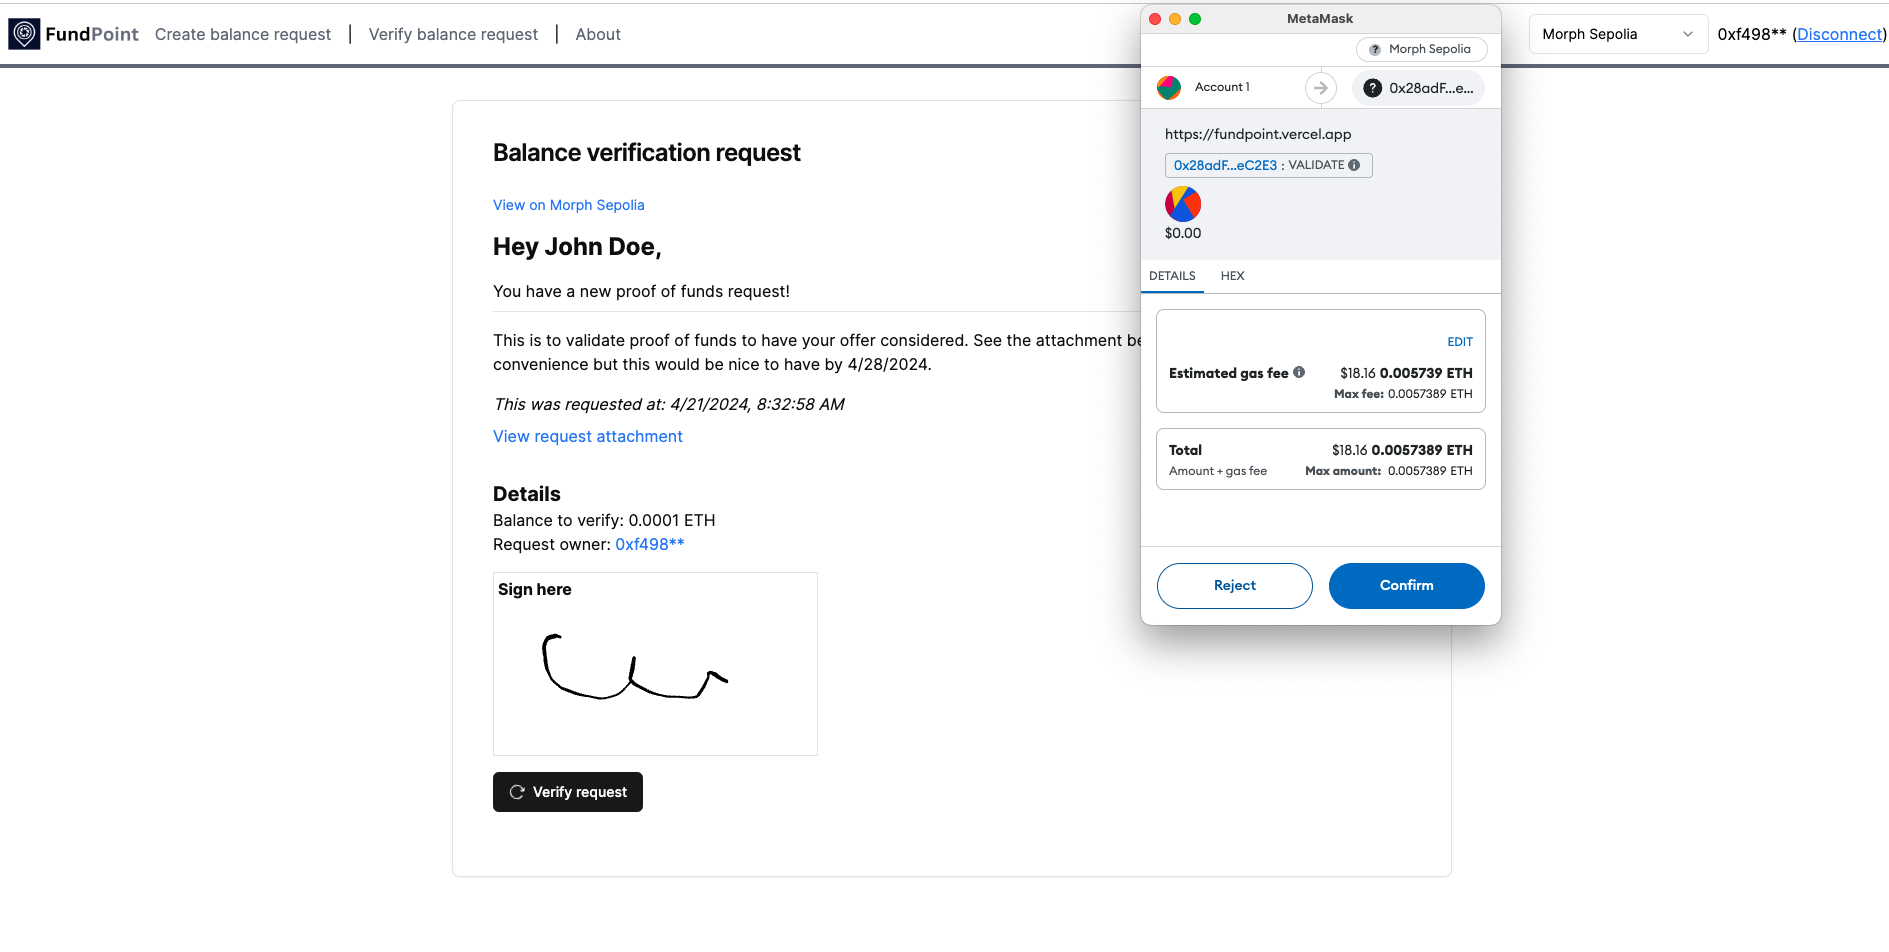 FundPoint Create balance request | Verify balance request | About
Morph Sepolia 0xf498** (Disconnect)
Balance verification request
View on Morph Sepolia
Hey John Doe,
You have a new proof of funds request!
This is to validate proof of funds to have your offer considered. See the attachment be
convenience but this would be nice to have by 4/28/2024.
This was requested at: 4/21/2024, 8:32:58 AM
View request attachment
Details
Balance to verify: 0.0001 ETH
Request owner: 0xf498**
Sign here
Verify request
MetaMask
? Morph Sepolia
Account 1 ? 0x28adF...e...
https://fundpoint.vercel.app
0x28adF...eC2E3 : VALIDATE
$0.00
DETAILS HEX
EDIT
Estimated gas fee $18.16 0.005739 ETH
Max fee: 0.0057389 ETH
Total $18.16 0.0057389 ETH
Amount + gas fee Max amount: 0.0057389 ETH
Reject Confirm